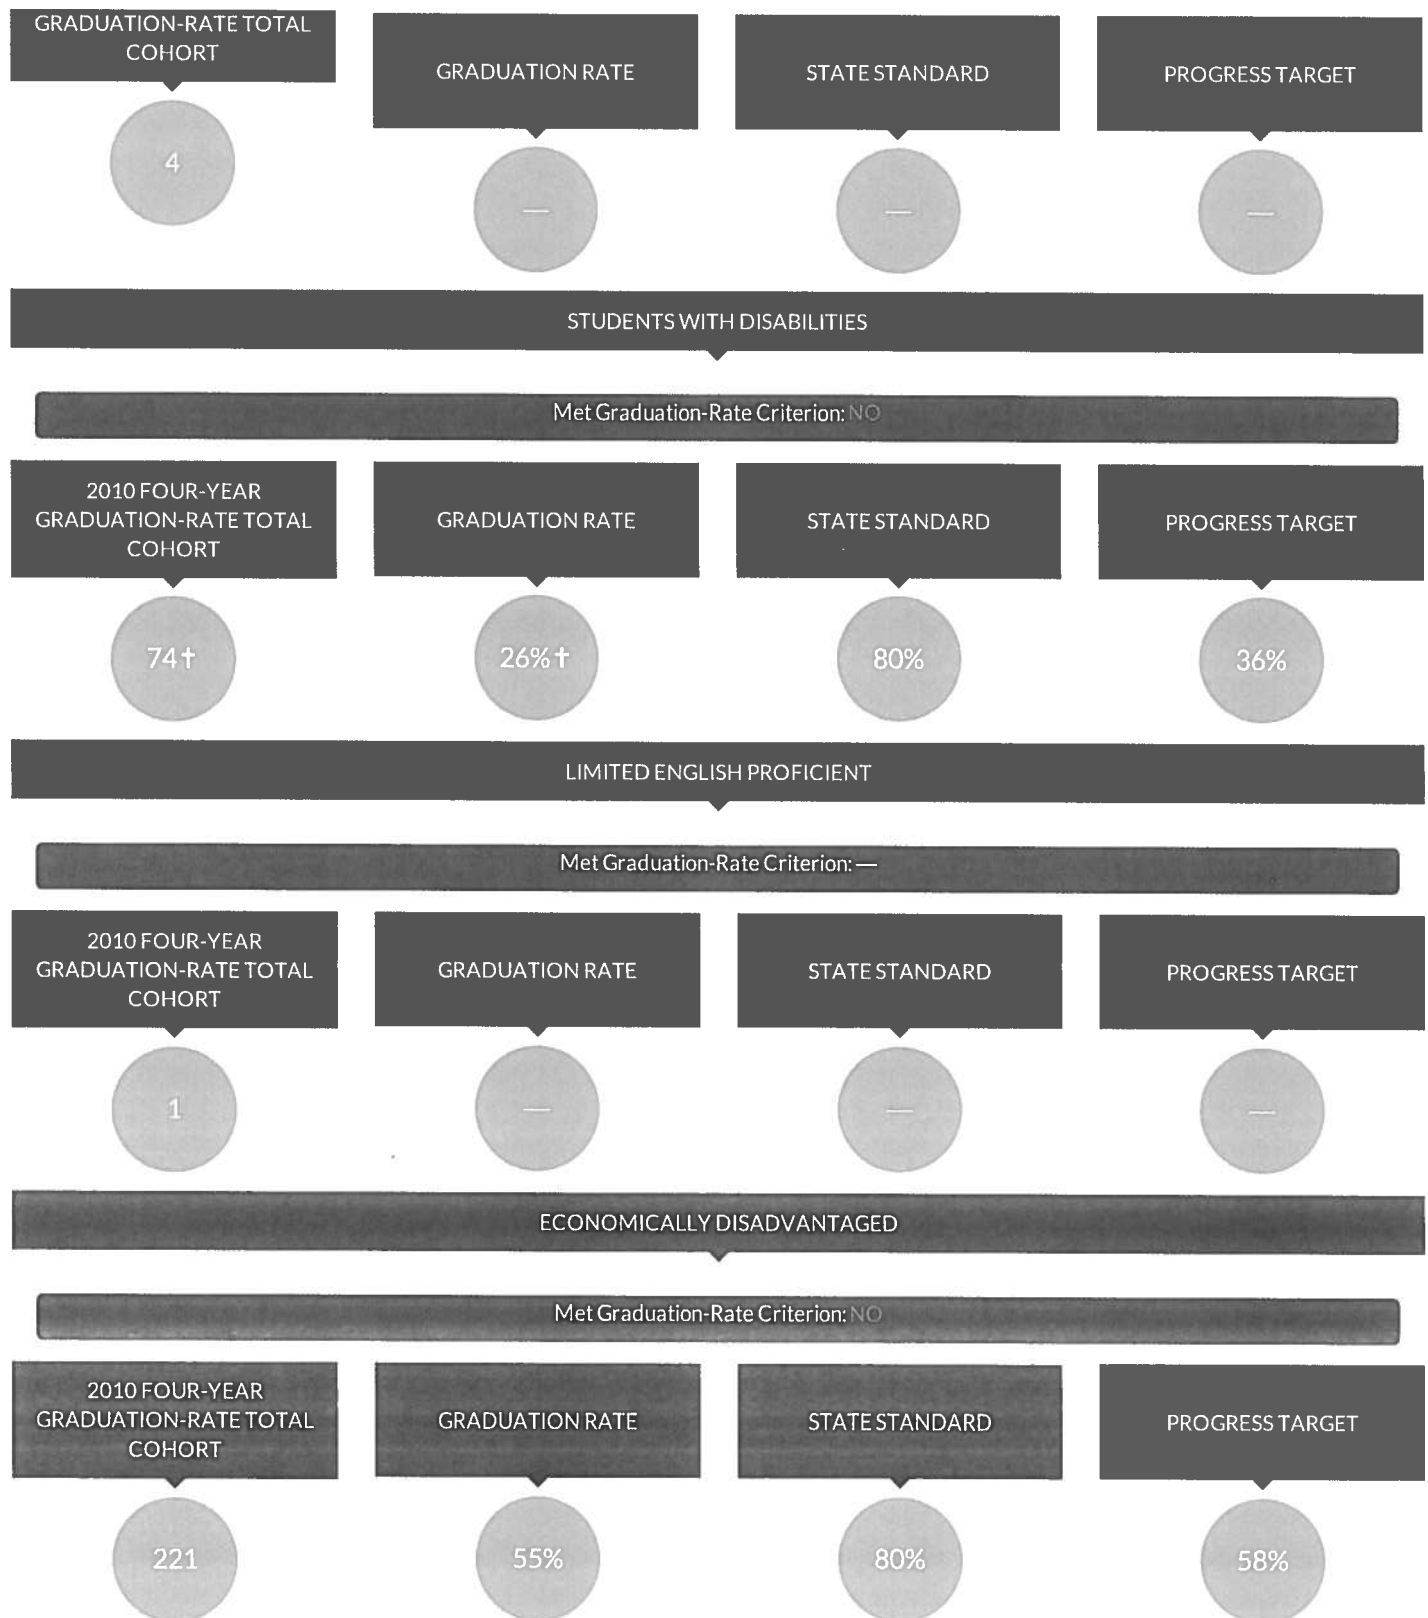 GRADUATION-RATE TOTAL
COHORT
GRADUATION RATE
STATE STANDARD
PROGRESS TARGET
4
—
—
—
STUDENTS WITH DISABILITIES
Met Graduation-Rate Criterion: NO
2010 FOUR-YEAR
GRADUATION-RATE TOTAL
COHORT
GRADUATION RATE
STATE STANDARD
PROGRESS TARGET
74†
26%†
80%
36%
LIMITED ENGLISH PROFICIENT
Met Graduation-Rate Criterion: —
2010 FOUR-YEAR
GRADUATION-RATE TOTAL
COHORT
GRADUATION RATE
STATE STANDARD
PROGRESS TARGET
1
—
—
—
ECONOMICALLY DISADVANTAGED
Met Graduation-Rate Criterion: NO
2010 FOUR-YEAR
GRADUATION-RATE TOTAL
COHORT
GRADUATION RATE
STATE STANDARD
PROGRESS TARGET
221
55%
80%
58%